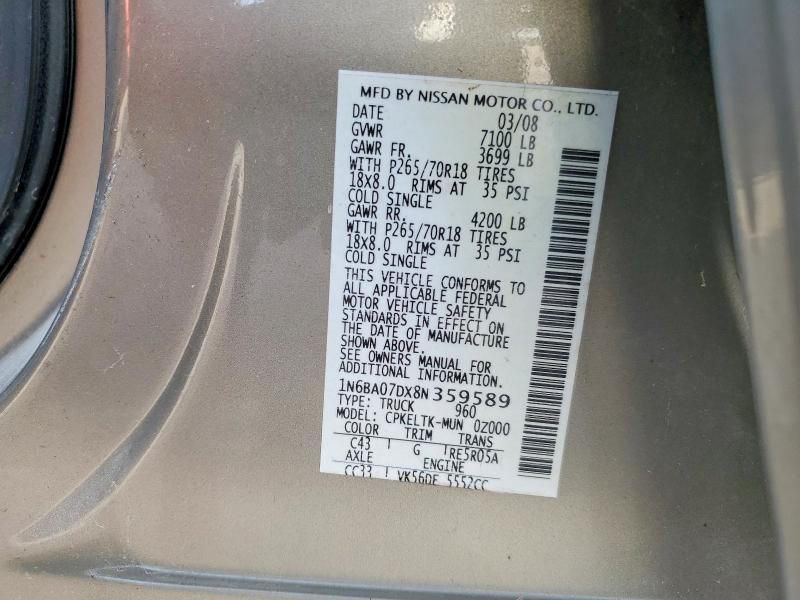 MFD BY NISSAN MOTOR CO., LTD.
DATE 03/08
GVWR 7100 LB
GAWR FR. 3699 LB
WITH P265/70R18 TIRES
18X8.0 RIMS AT 35 PSI
COLD SINGLE
GAWR RR. 4200 LB
WITH P265/70R18 TIRES
18X8.0 RIMS AT 35 PSI
COLD SINGLE
THIS VEHICLE CONFORMS TO
ALL APPLICABLE FEDERAL
MOTOR VEHICLE SAFETY
STANDARDS IN EFFECT ON
THE DATE OF MANUFACTURE
SHOWN ABOVE.
SEE OWNERS MANUAL FOR
ADDITIONAL INFORMATION.
1N6BA07DX8N 359589
TYPE: TRUCK 960
MODEL: CPKELTK-MUN 0Z000
COLOR TRIM TRANS
C43 G RE5R05A
AXLE ENGINE
CC33 VK56DE 5552CC